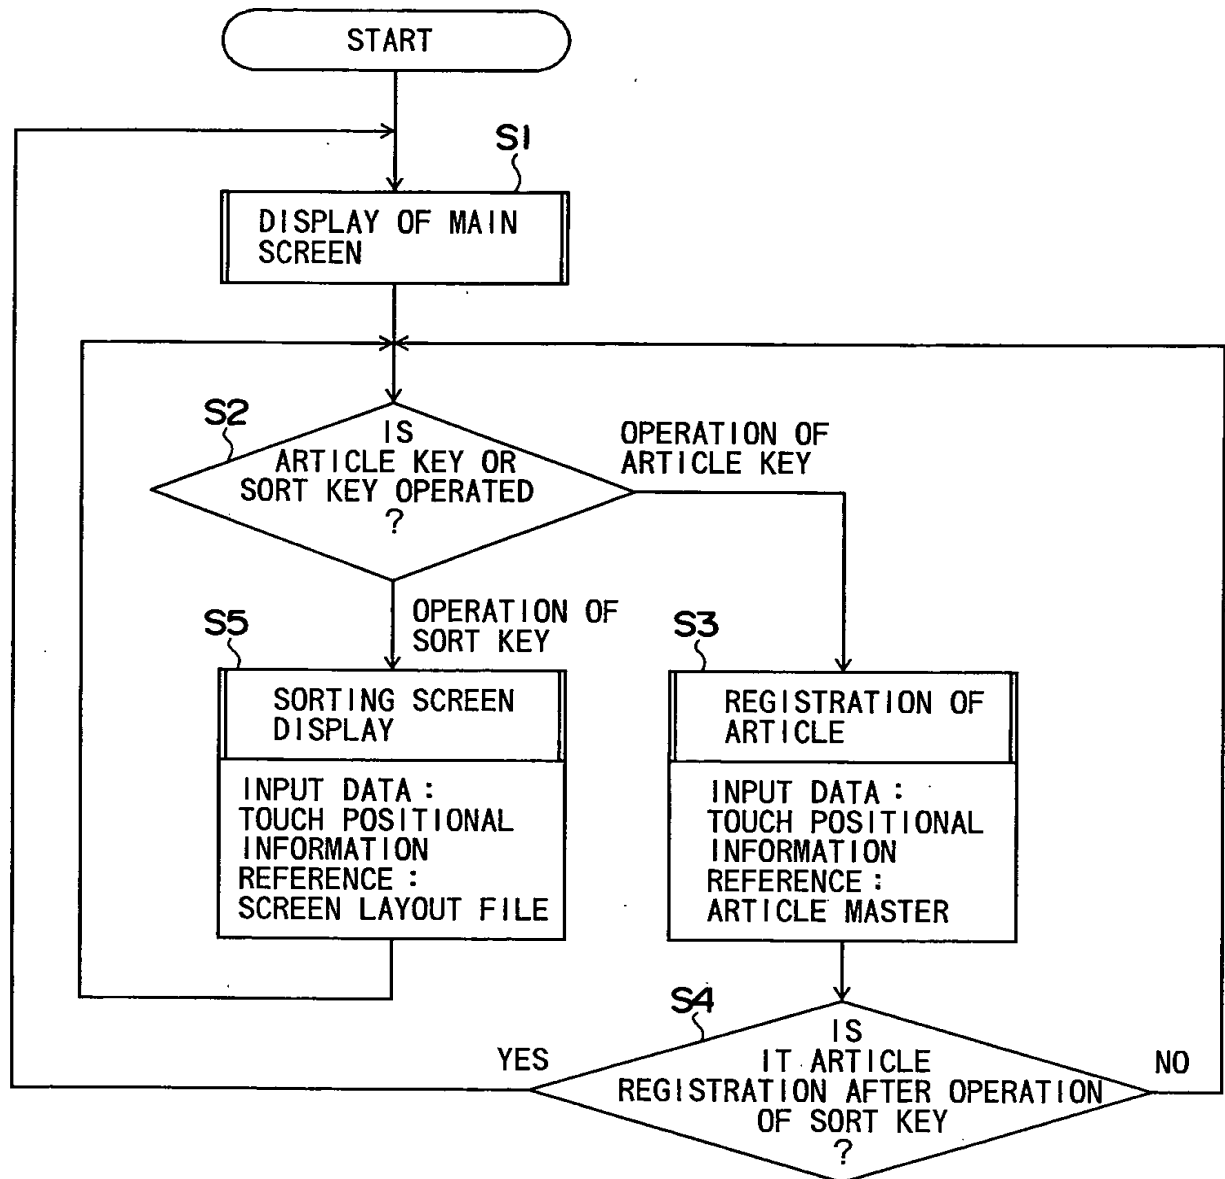 START
S1
DISPLAY OF MAIN
SCREEN
S2
IS
ARTICLE KEY OR
SORT KEY OPERATED
?
OPERATION OF
ARTICLE KEY
OPERATION OF
SORT KEY
S5
SORTING SCREEN
DISPLAY
INPUT DATA :
TOUCH POSITIONAL
INFORMATION
REFERENCE :
SCREEN LAYOUT FILE
S3
REGISTRATION OF
ARTICLE
INPUT DATA :
TOUCH POSITIONAL
INFORMATION
REFERENCE :
ARTICLE MASTER
S4
IS
IT ARTICLE
REGISTRATION AFTER OPERATION
OF SORT KEY
?
YES
NO